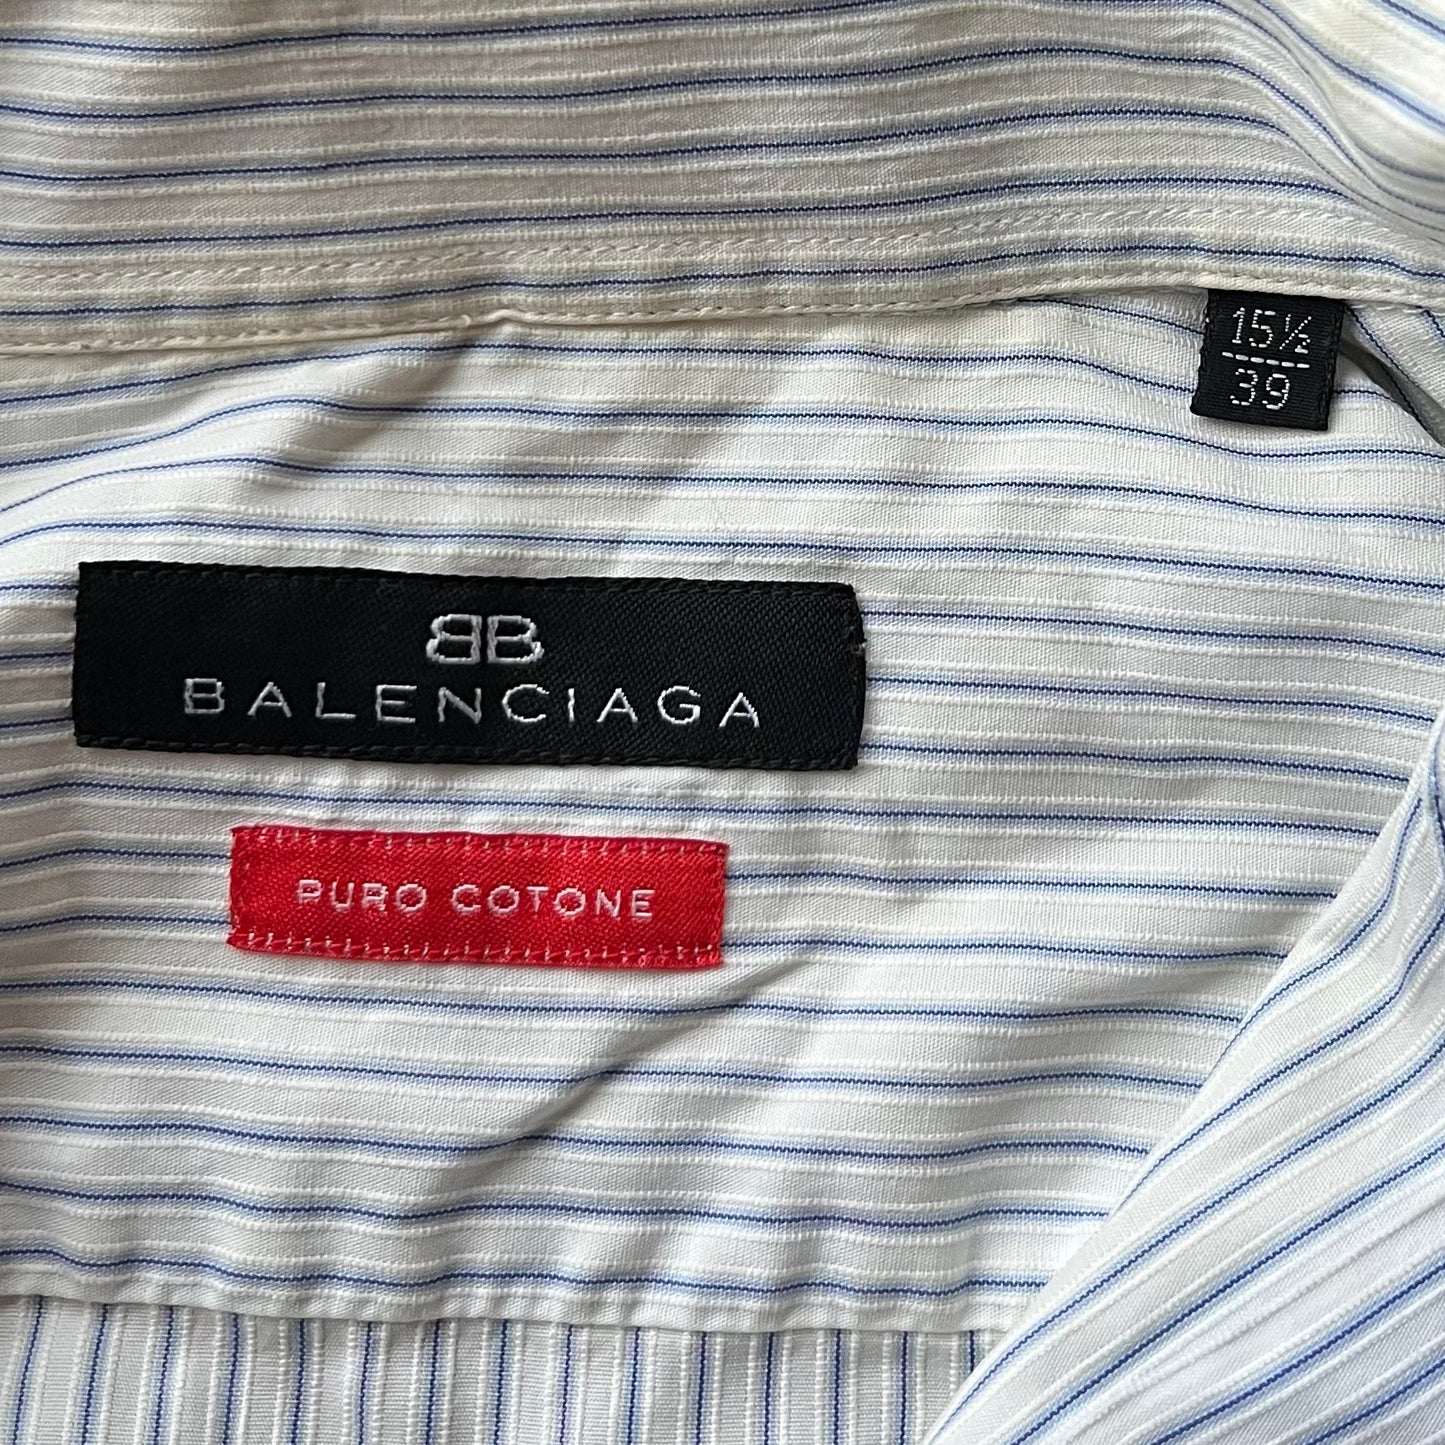 15½
39
BB
BALENCIAGA
PURO COTONE